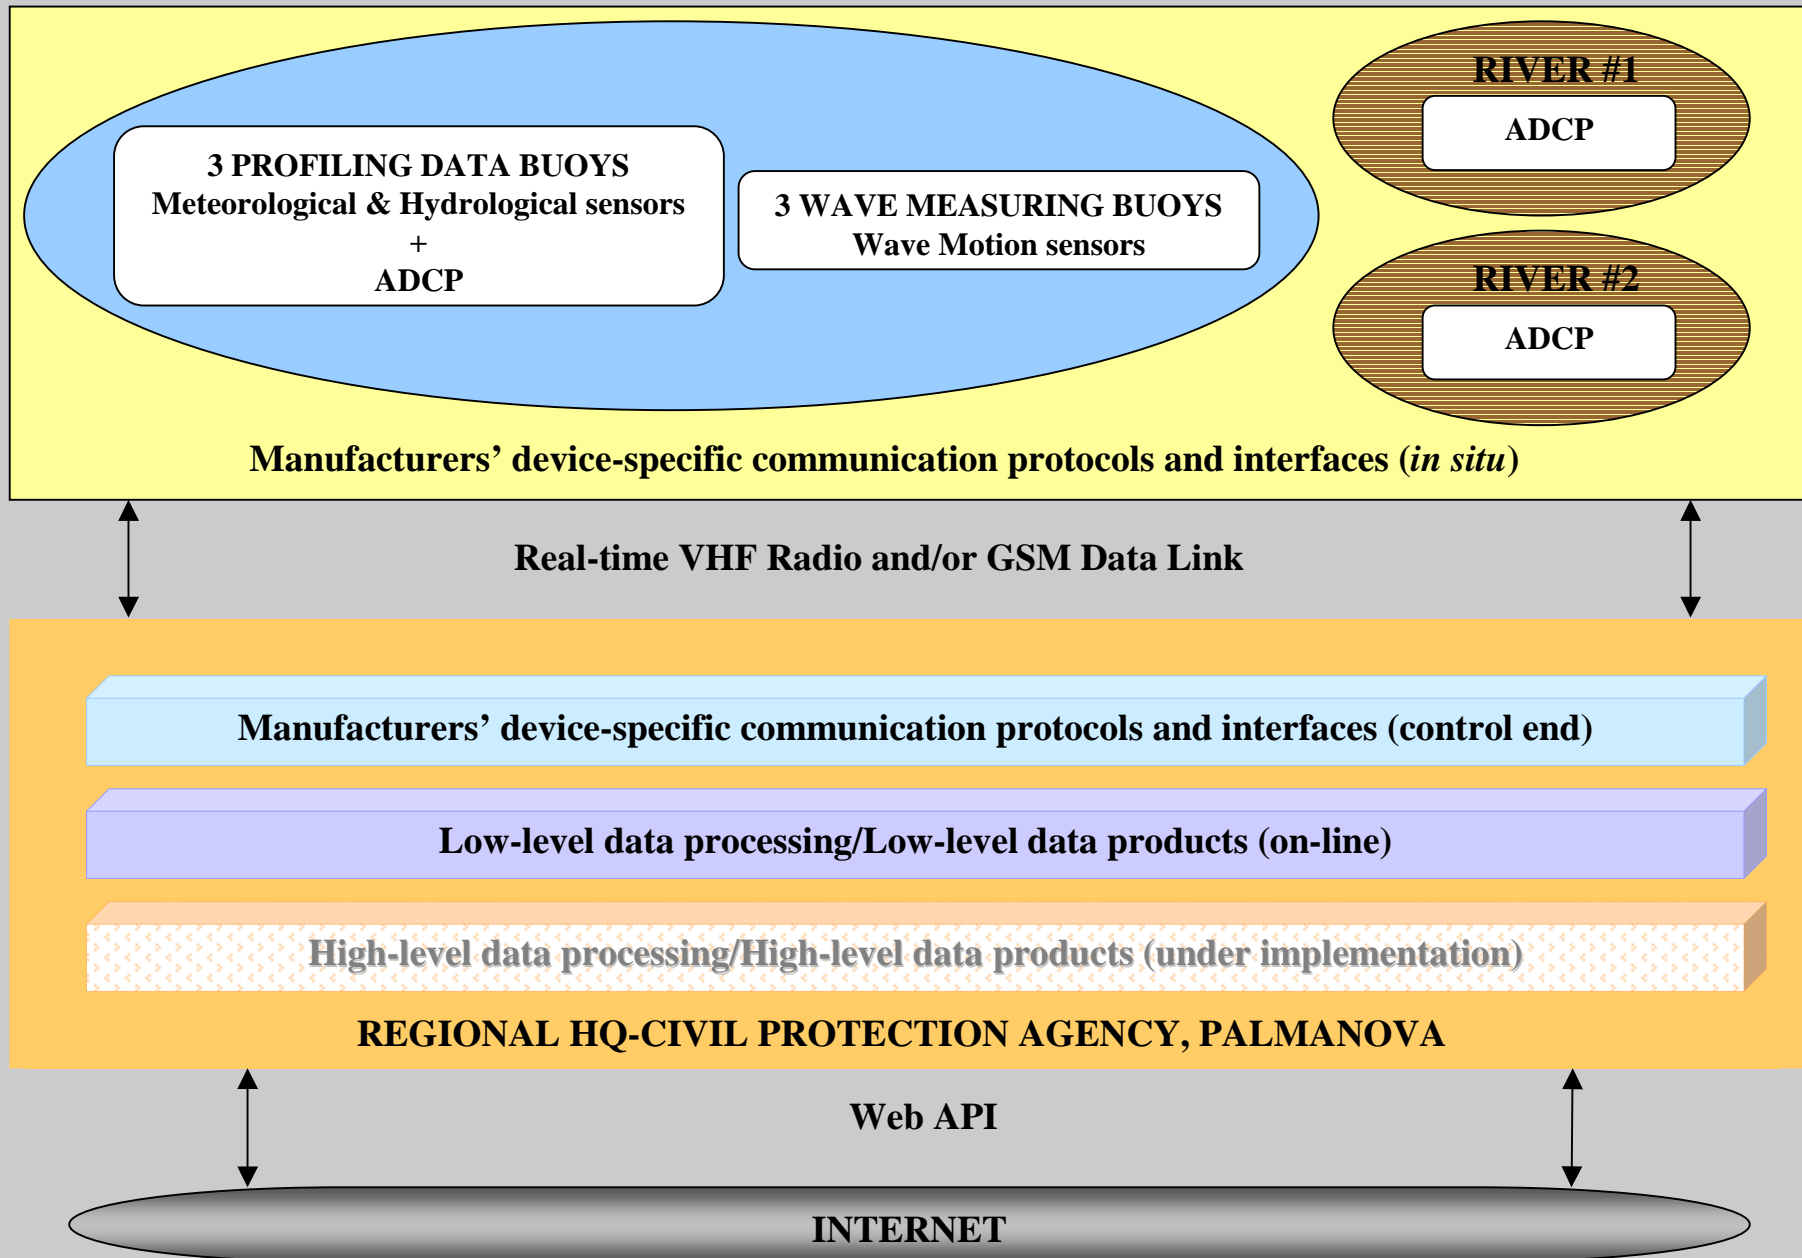 3 PROFILING DATA BUOYS
Meteorological & Hydrological sensors
+
ADCP
3 WAVE MEASURING BUOYS
Wave Motion sensors
RIVER #1
ADCP
RIVER #2
ADCP
Manufacturers’ device-specific communication protocols and interfaces (in situ)
Real-time VHF Radio and/or GSM Data Link
Manufacturers’ device-specific communication protocols and interfaces (control end)
Low-level data processing/Low-level data products (on-line)
High-level data processing/High-level data products (under implementation)
REGIONAL HQ-CIVIL PROTECTION AGENCY, PALMANOVA
Web API
INTERNET